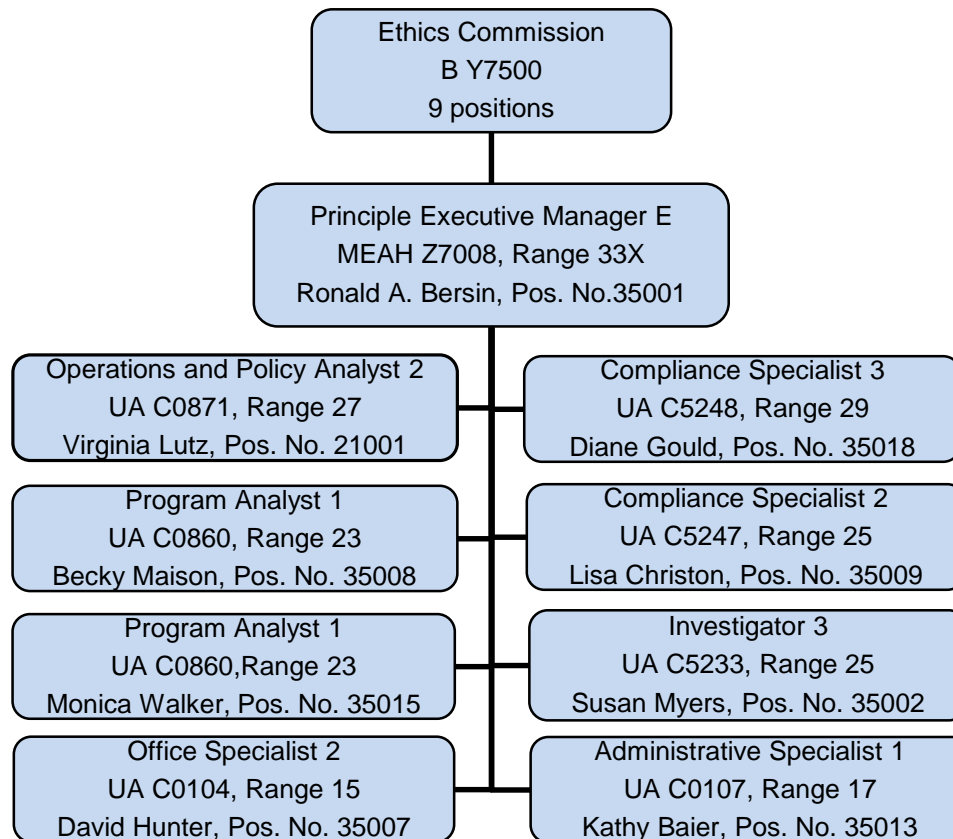 Ethics Commission
B Y7500
9 positions
Principle Executive Manager E
MEAH Z7008, Range 33X
Ronald A. Bersin, Pos. No.35001
Operations and Policy Analyst 2
UA C0871, Range 27
Virginia Lutz, Pos. No. 21001
Compliance Specialist 3
UA C5248, Range 29
Diane Gould, Pos. No. 35018
Program Analyst 1
UA C0860, Range 23
Becky Maison, Pos. No. 35008
Compliance Specialist 2
UA C5247, Range 25
Lisa Christon, Pos. No. 35009
Program Analyst 1
UA C0860,Range 23
Monica Walker, Pos. No. 35015
Investigator 3
UA C5233, Range 25
Susan Myers, Pos. No. 35002
Office Specialist 2
UA C0104, Range 15
David Hunter, Pos. No. 35007
Administrative Specialist 1
UA C0107, Range 17
Kathy Baier, Pos. No. 35013